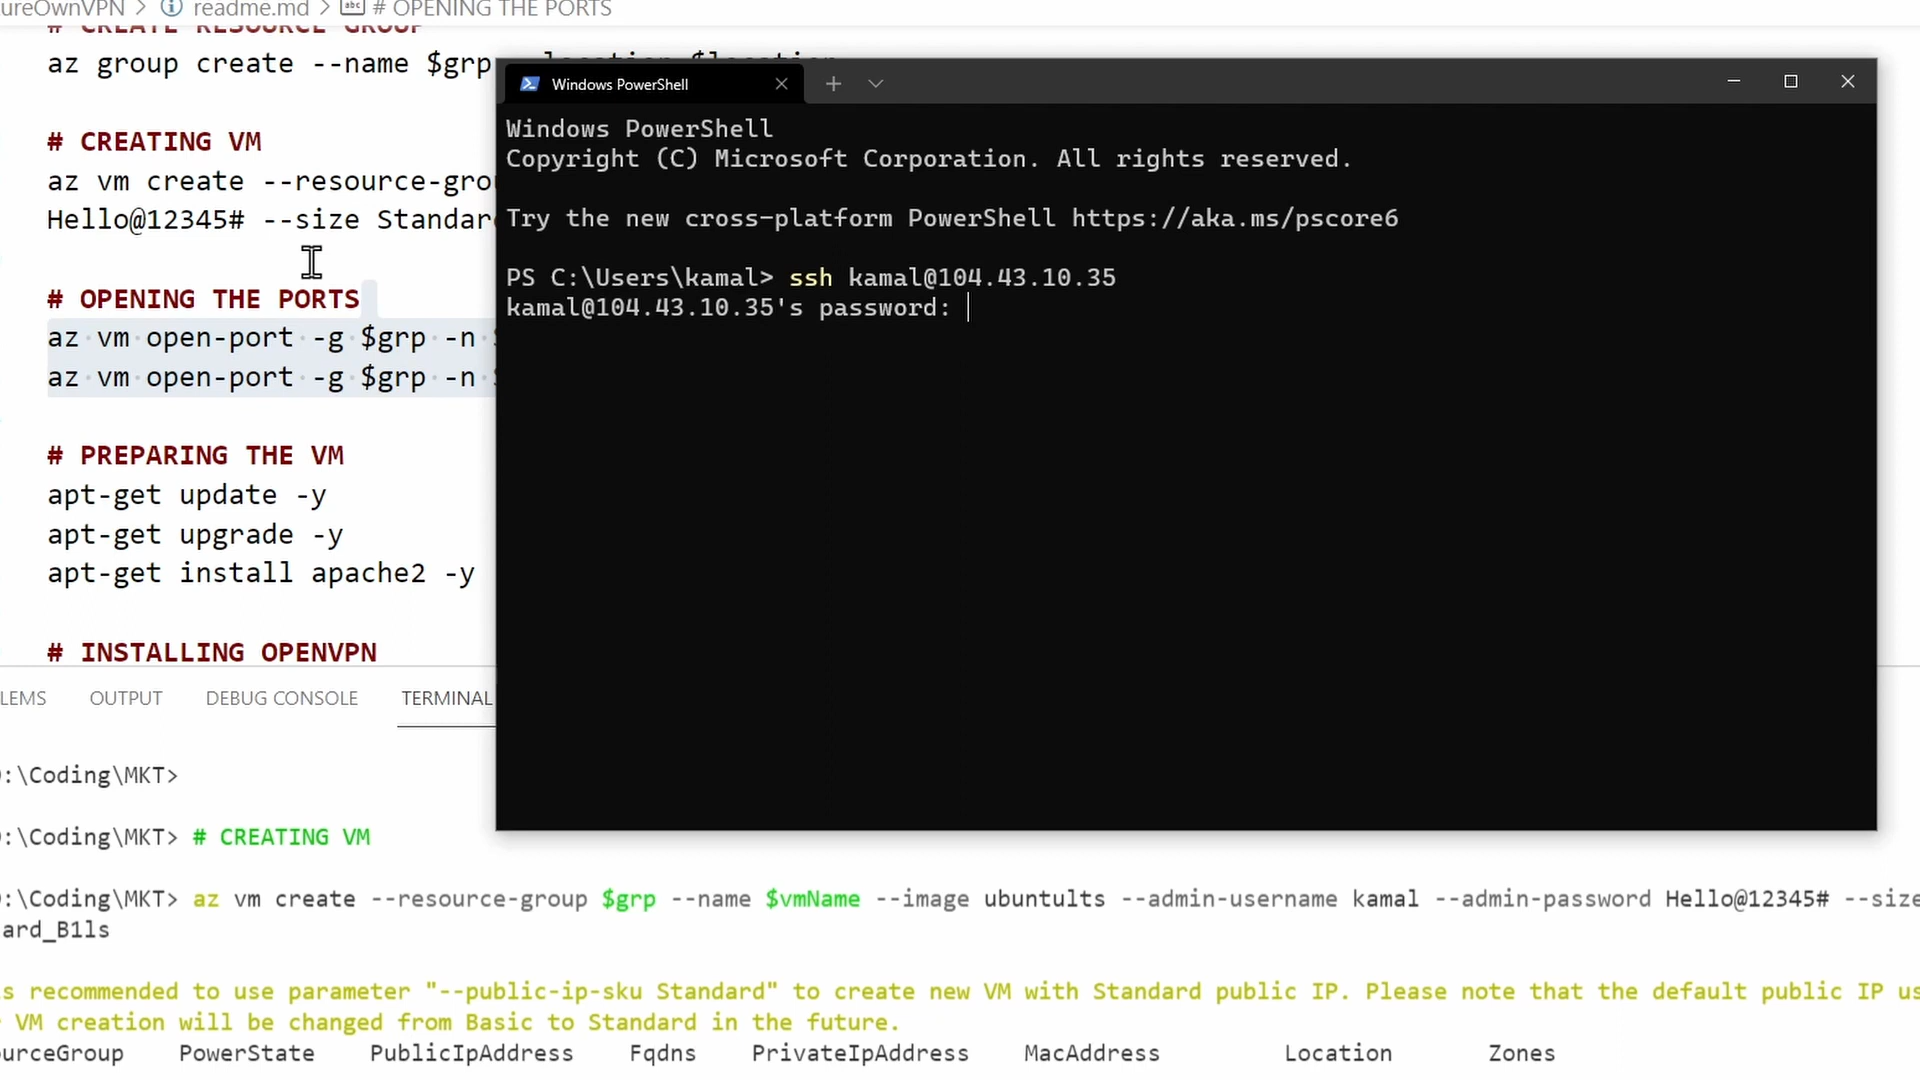 ureOwnVPN > readme.md > # OPENING THE PORTS
# CREATE RESOURCE GROUP
az group create --name $grp --location $location
# CREATING VM
az vm create --resource-grou
Hello@12345# --size Standar
# OPENING THE PORTS
az vm open-port -g $grp -n $
az vm open-port -g $grp -n $
# PREPARING THE VM
apt-get update -y
apt-get upgrade -y
apt-get install apache2 -y
# INSTALLING OPENVPN
Windows PowerShell
Windows PowerShell
Copyright (C) Microsoft Corporation. All rights reserved.
Try the new cross-platform PowerShell https://aka.ms/pscore6
PS C:\Users\kamal> ssh kamal@104.43.10.35
kamal@104.43.10.35's password:
LEMS OUTPUT DEBUG CONSOLE TERMINAL
:\Coding\MKT>
:\Coding\MKT> # CREATING VM
:\Coding\MKT> az vm create --resource-group $grp --name $vmName --image ubuntults --admin-username kamal --admin-password Hello@12345# --size
ard_B1ls
s recommended to use parameter "--public-ip-sku Standard" to create new VM with Standard public IP. Please note that the default public IP us
VM creation will be changed from Basic to Standard in the future.
ourceGroup PowerState PublicIpAddress Fqdns PrivateIpAddress MacAddress Location Zones